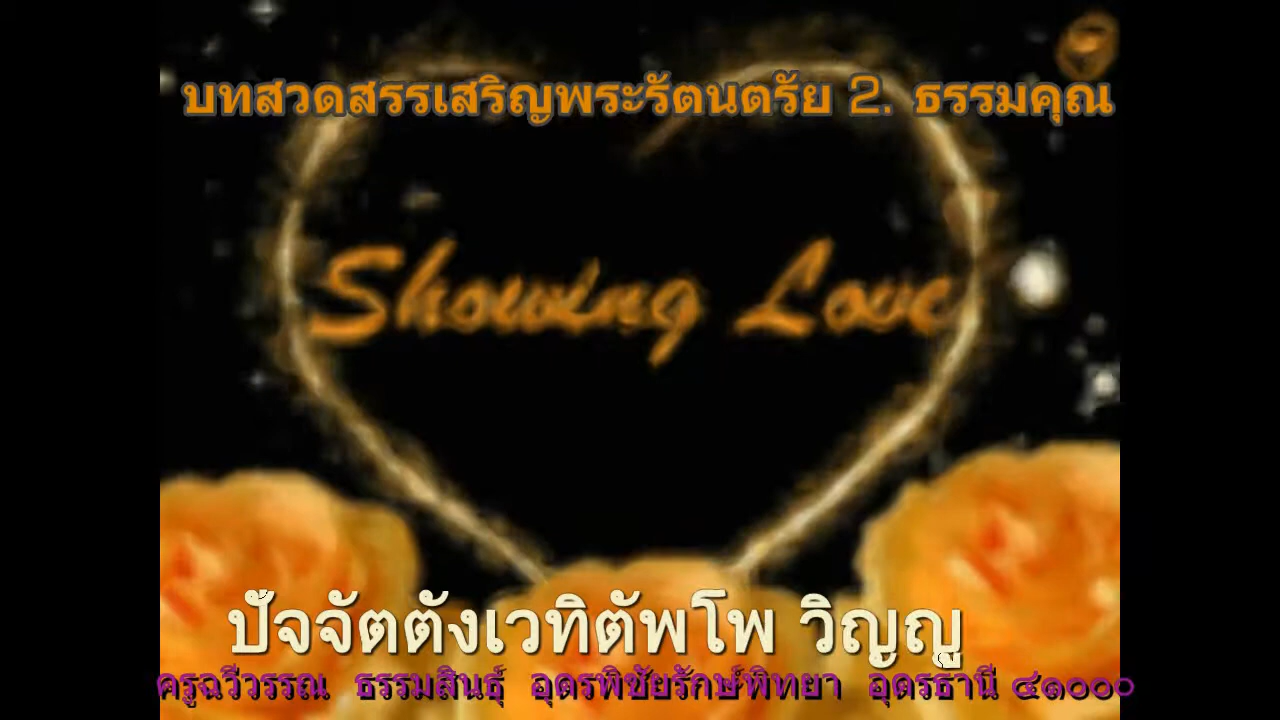 บทสวดสรรเสริญพระรัตนตรัย 2. ธรรมคุณ
Showing Love
ปัจจัตตังเวทิตัพโพ วิญญู
ครูฉวีวรรณ ธรรมสินธุ์ อุดรพิชัยรักษ์พิทยา อุดรธานี ๔๑๐๐๐